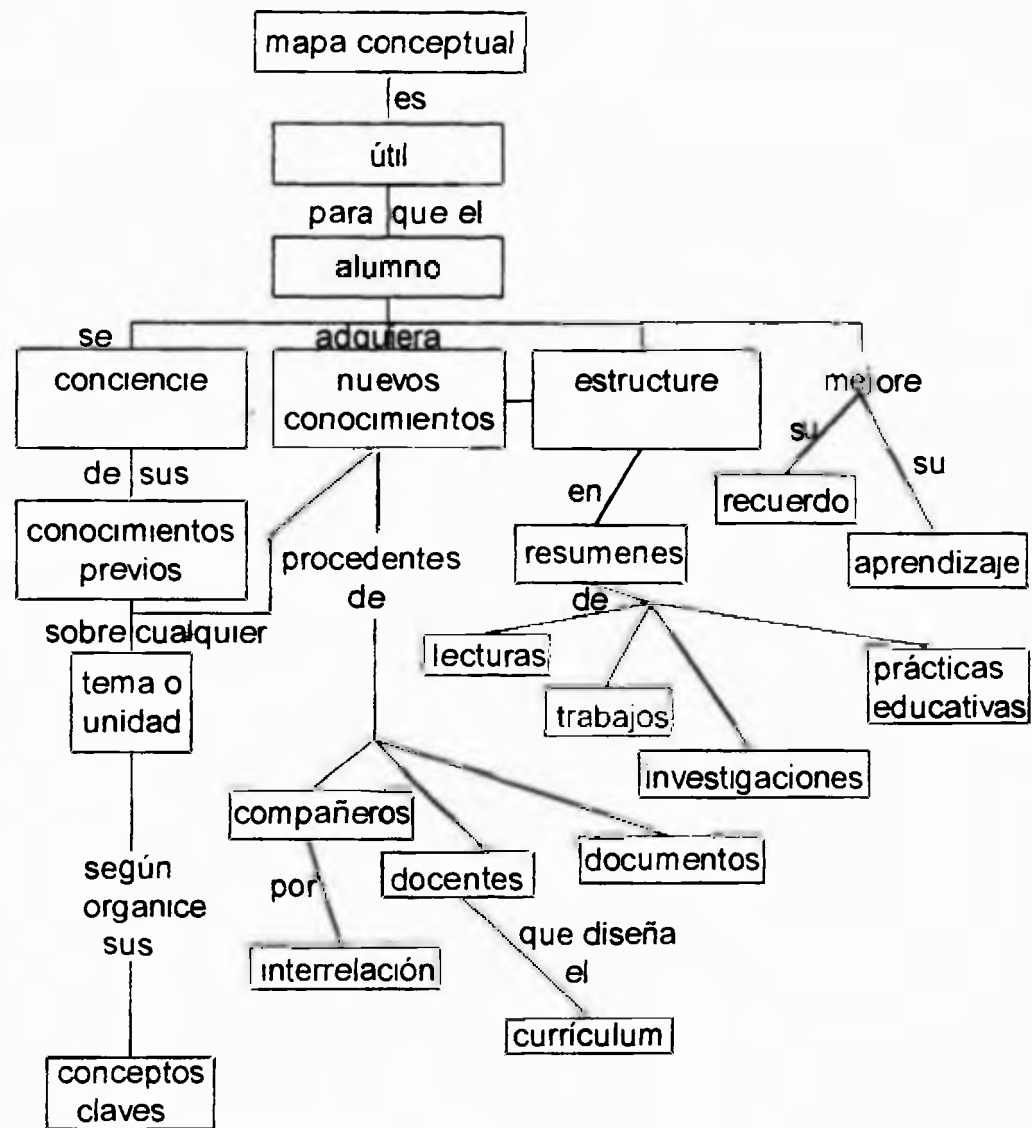 mapa conceptual
es
útil
para que el
alumno
se
adquiera
conciencie
nuevos
conocimientos
estructure
mejore
su
su
de sus
en
recuerdo
conocimientos
previos
procedentes
de
resumenes
aprendizaje
de
sobre cualquier
lecturas
tema o
unidad
trabajos
prácticas
educativas
investigaciones
compañeros
documentos
según
organice
sus
por
docentes
que diseña
el
interrelación
currículum
conceptos
claves